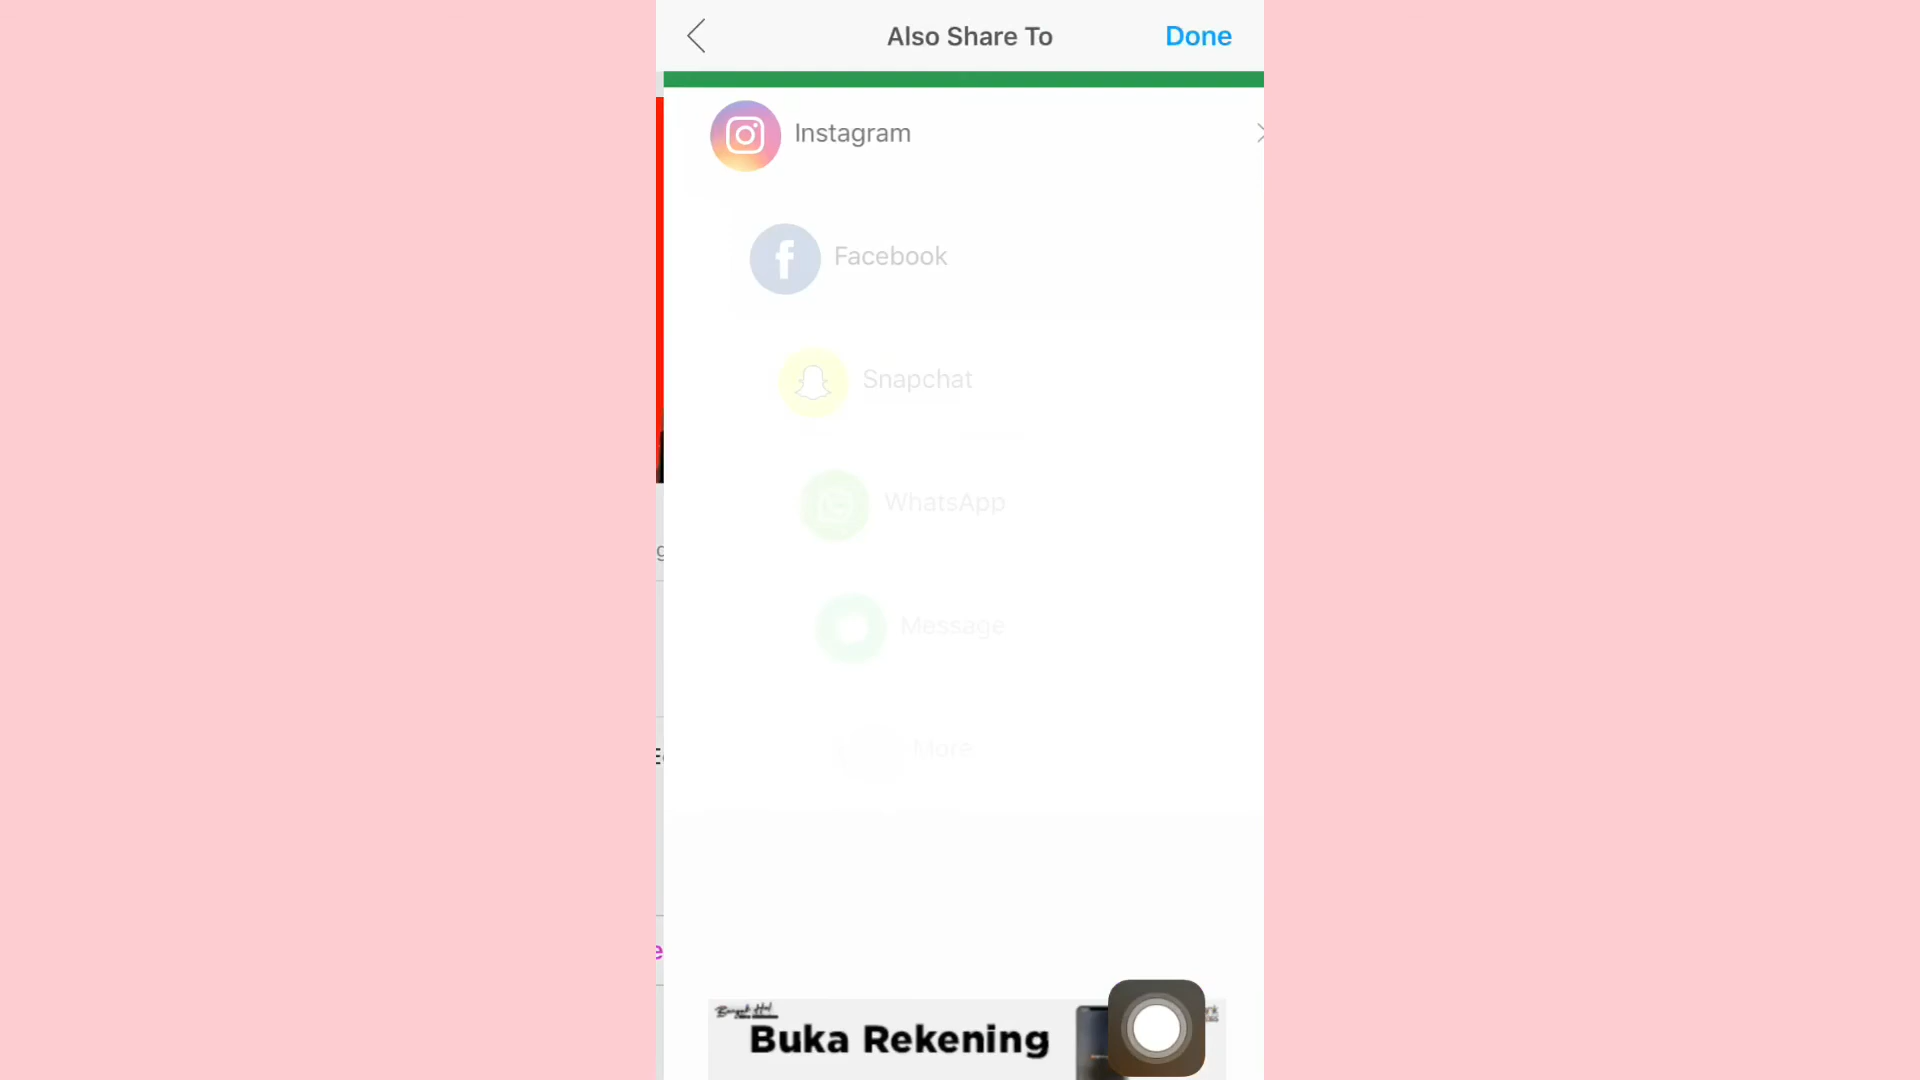 Also Share To
Done
Instagram
Facebook
Snapchat
WhatsApp
Message
More
Buka Rekening